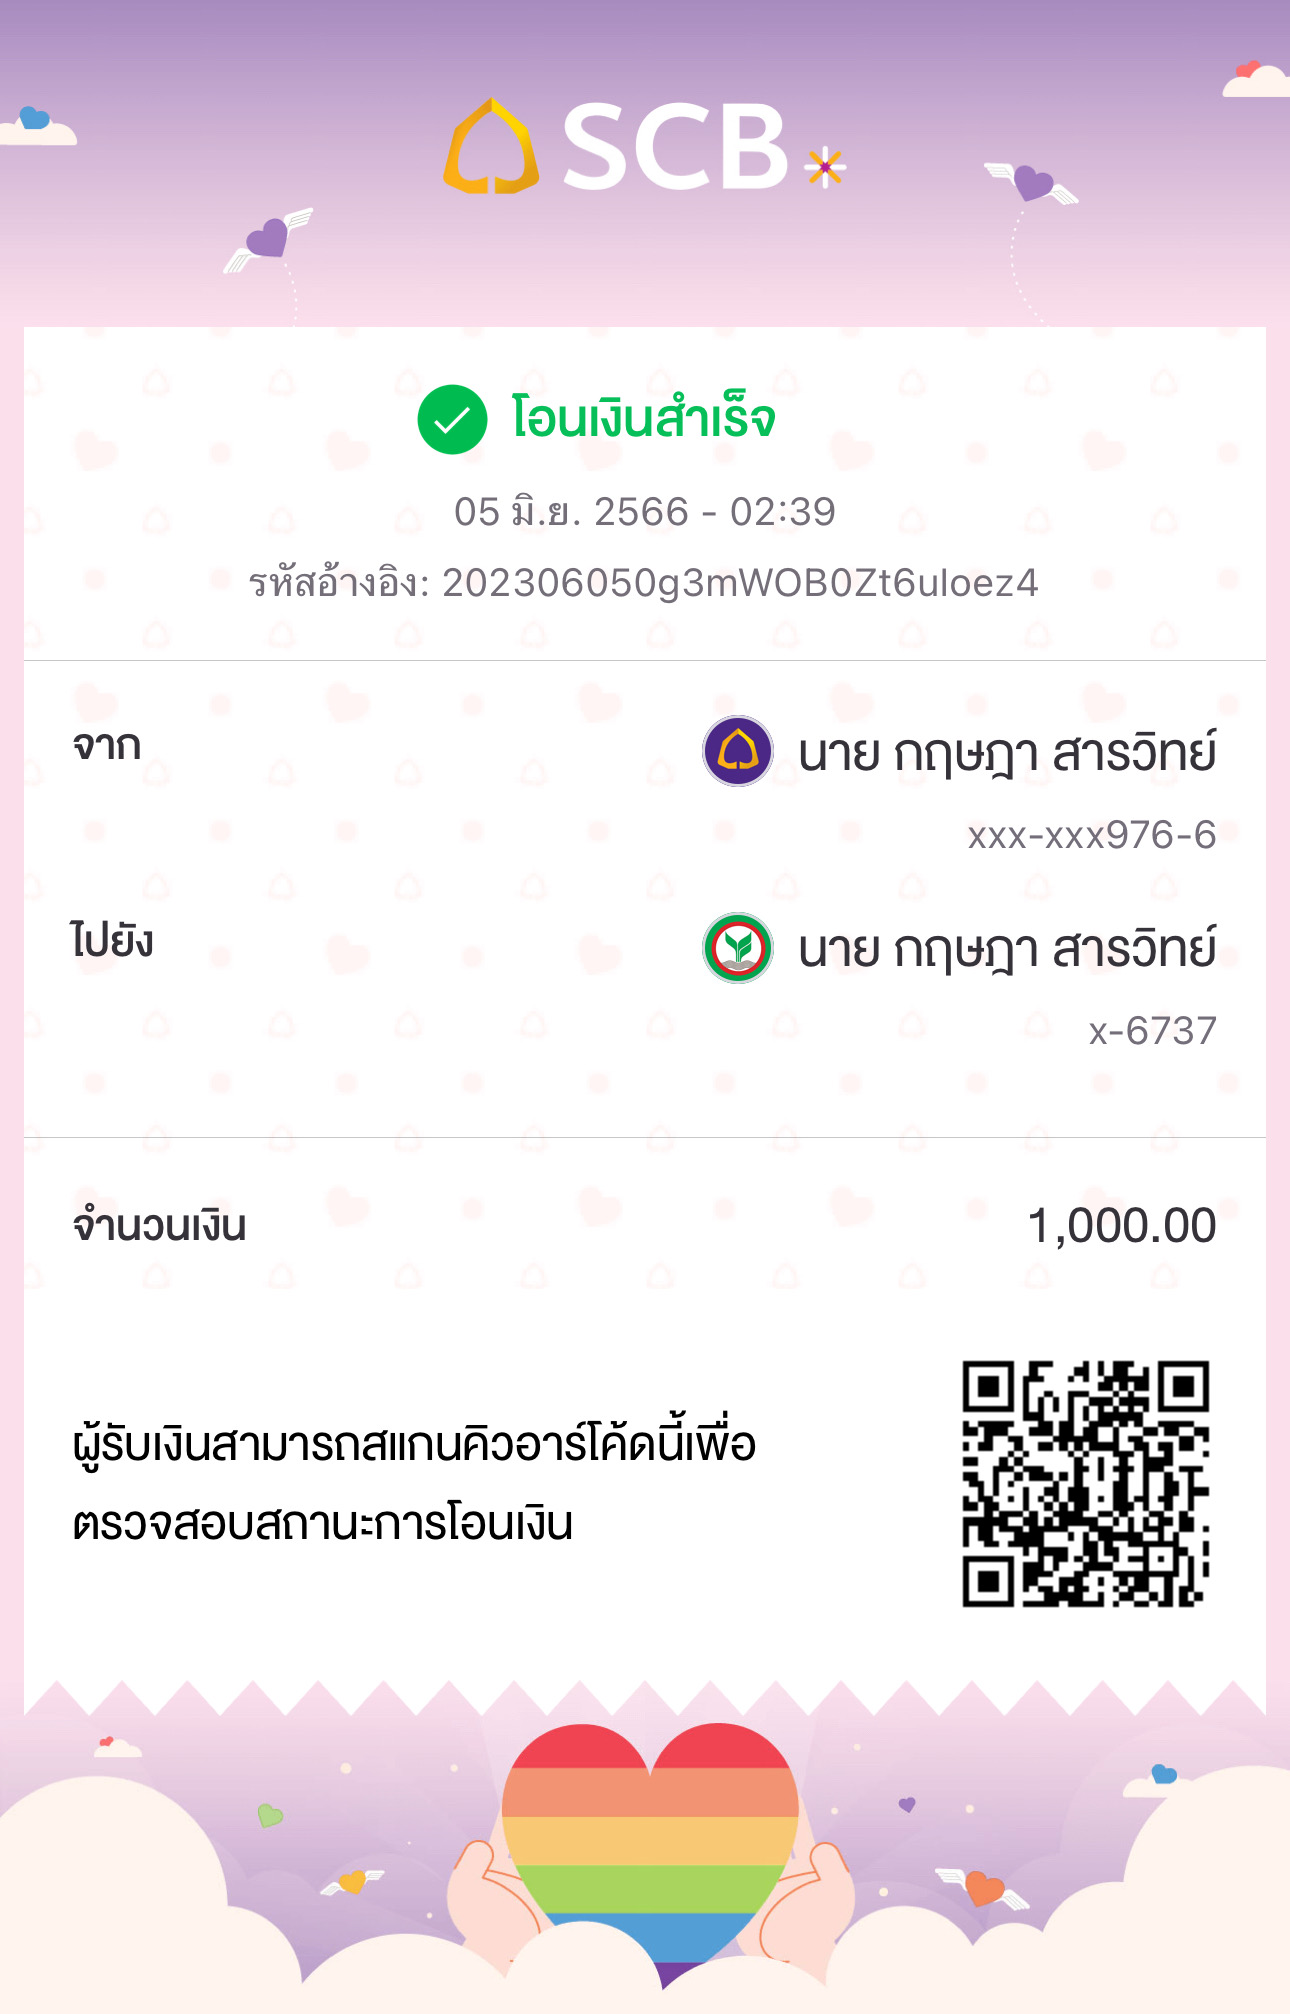 SCB
โอนเงินสำเร็จ
05 มิ.ย. 2566 - 02:39
รหัสอ้างอิง: 202306050g3mWOB0Zt6uloez4
จาก
นาย กฤษฎา สารวิทย์
xxx-xxx976-6
ไปยัง
นาย กฤษฎา สารวิทย์
x-6737
จำนวนเงิน
1,000.00
ผู้รับเงินสามารถสแกนคิวอาร์โค้ดนี้เพื่อ
ตรวจสอบสถานะการโอนเงิน